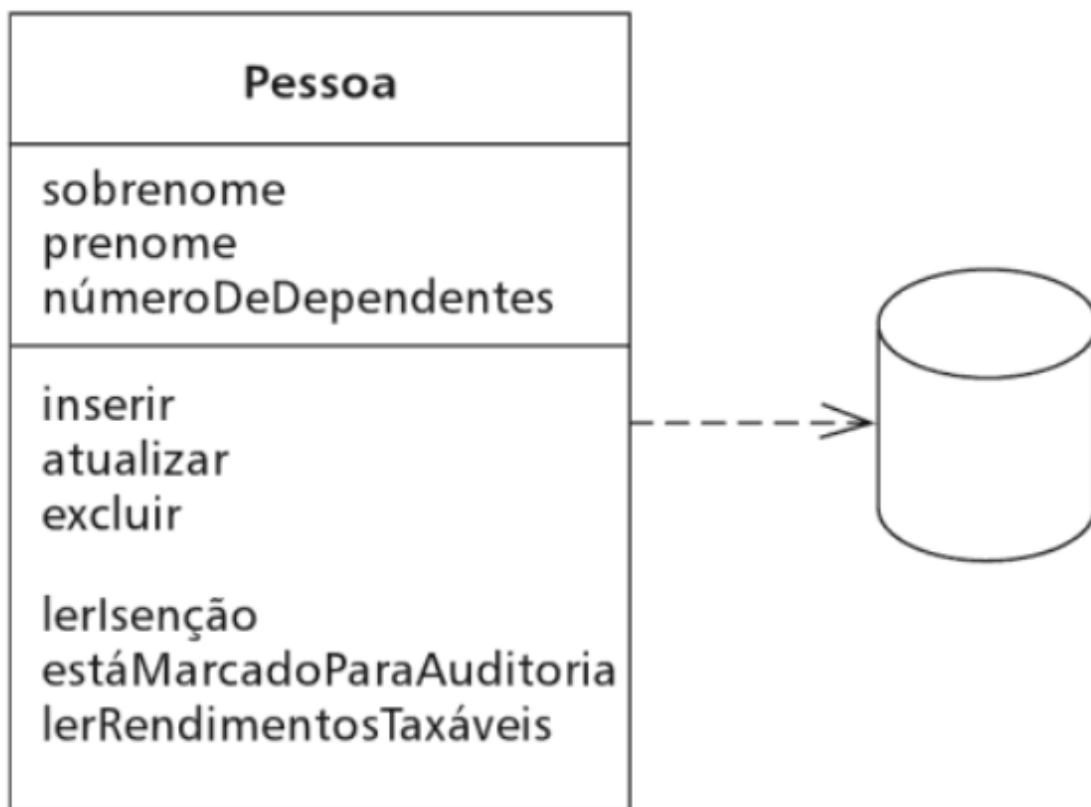 Pessoa
sobrenome
prenome
númeroDeDependentes
inserir
atualizar
excluir
lerIsenção
estáMarcadoParaAuditoria
lerRendimentosTaxáveis